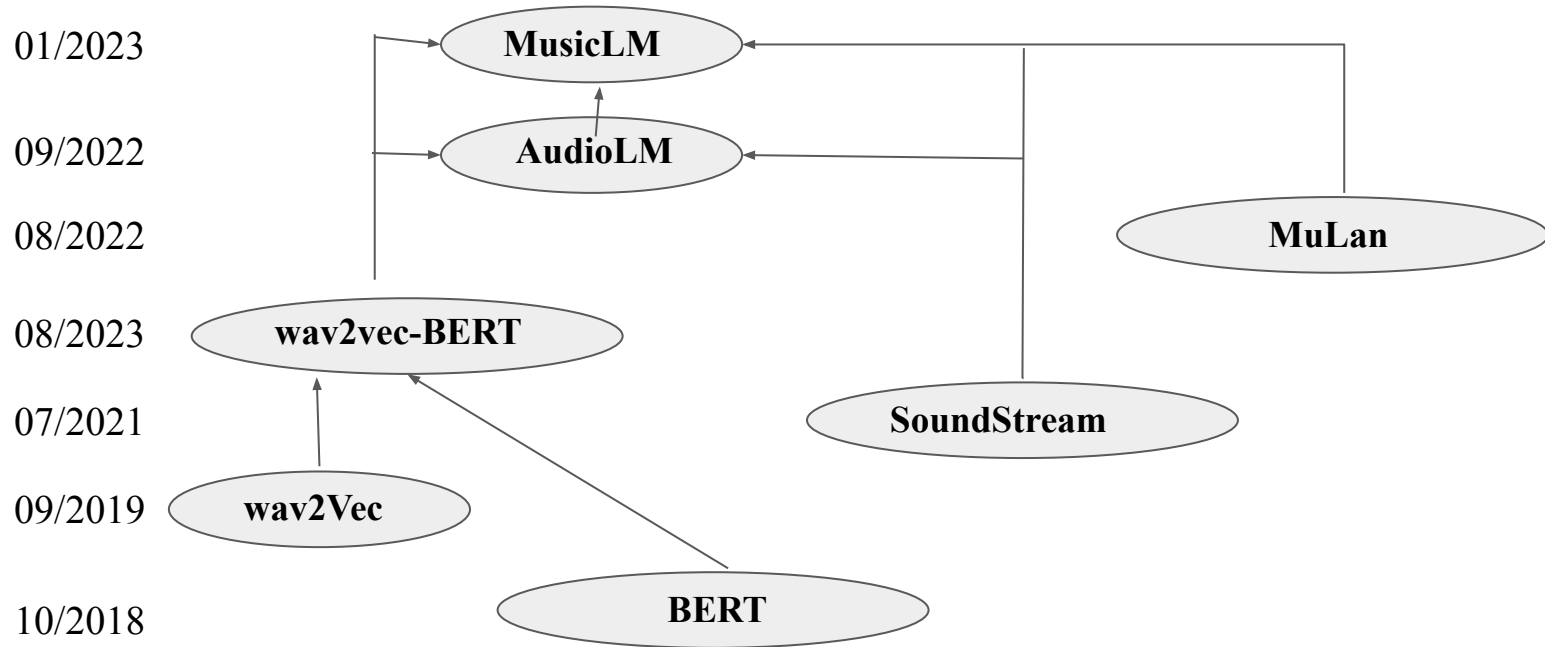 01/2023 MusicLM
09/2022 AudioLM
08/2022 MuLan
08/2023 wav2vec-BERT
07/2021 SoundStream
09/2019 wav2Vec
10/2018 BERT